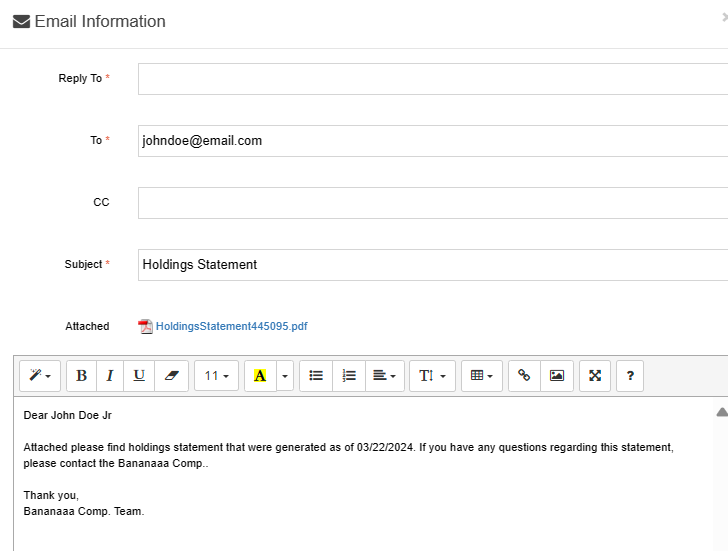 Email Information
Reply To *
To * johndoe@email.com
CC
Subject * Holdings Statement
Attached HoldingsStatement445095.pdf
B I U 11 A T ?
Dear John Doe Jr
Attached please find holdings statement that were generated as of 03/22/2024. If you have any questions regarding this statement,
please contact the Bananaaa Comp..
Thank you,
Bananaaa Comp. Team.